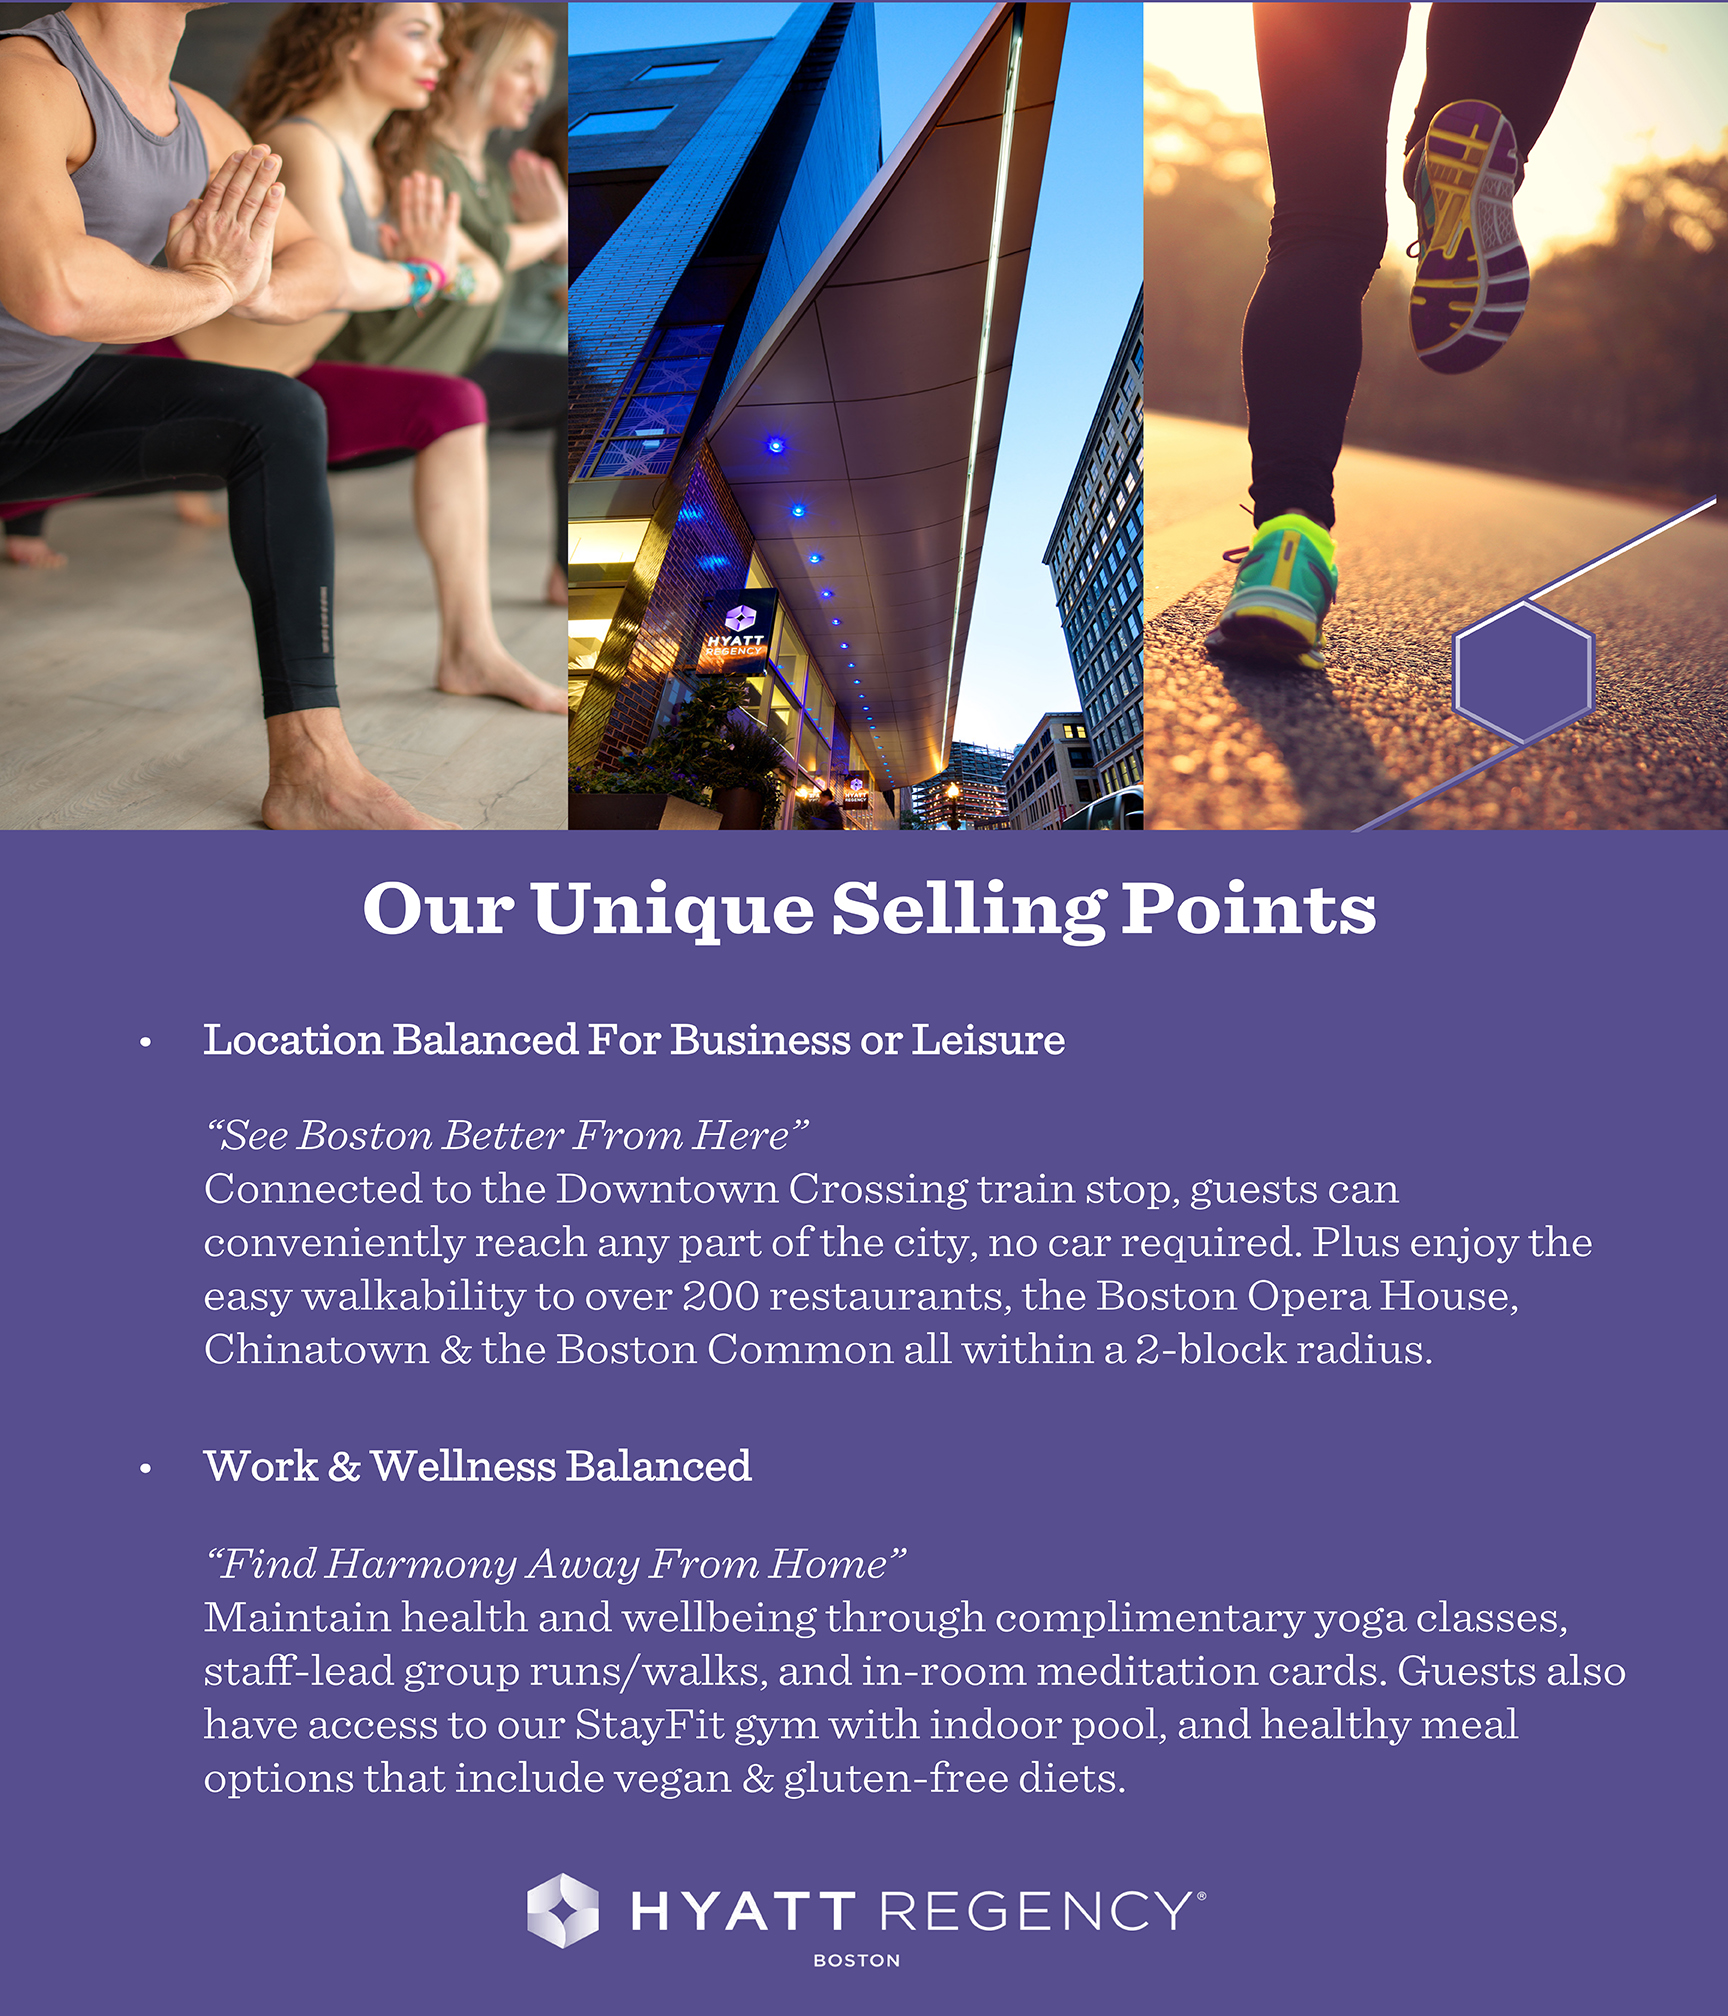 HYATT
REGENCY
HYATT
REGENCY
Our Unique Selling Points
• Location Balanced For Business or Leisure
“See Boston Better From Here”
Connected to the Downtown Crossing train stop, guests can
conveniently reach any part of the city, no car required. Plus enjoy the
easy walkability to over 200 restaurants, the Boston Opera House,
Chinatown & the Boston Common all within a 2-block radius.
• Work & Wellness Balanced
“Find Harmony Away From Home”
Maintain health and wellbeing through complimentary yoga classes,
staff-lead group runs/walks, and in-room meditation cards. Guests also
have access to our StayFit gym with indoor pool, and healthy meal
options that include vegan & gluten-free diets.
HYATT REGENCY®
BOSTON